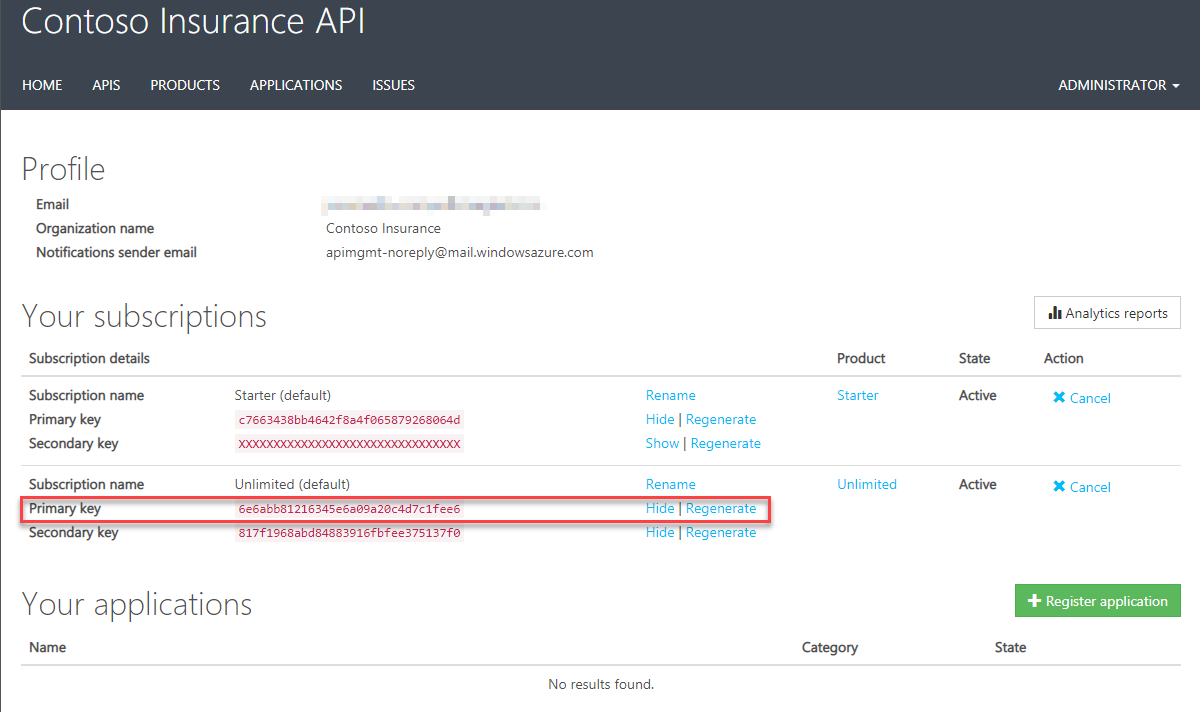 Contoso Insurance API
HOME APIS PRODUCTS APPLICATIONS ISSUES ADMINISTRATOR
Profile
Email
Organization name Contoso Insurance
Notifications sender email apimgmt-noreply@mail.windowsazure.com
Your subscriptions Analytics reports
Subscription details Product State Action
Subscription name Starter (default) Rename Starter Active Cancel
Primary key c7663438bb4642f8a4f065879268064d Hide | Regenerate
Secondary key XXXXXXXXXXXXXXXXXXXXXXXXXXXXXXXX Show | Regenerate
Subscription name Unlimited (default) Rename Unlimited Active Cancel
Primary key 6e6abb81216345e6a09a20c4d7c1fee6 Hide | Regenerate
Secondary key 817f1968abd84883916fbfee375137f0 Hide | Regenerate
Your applications Register application
Name Category State
No results found.